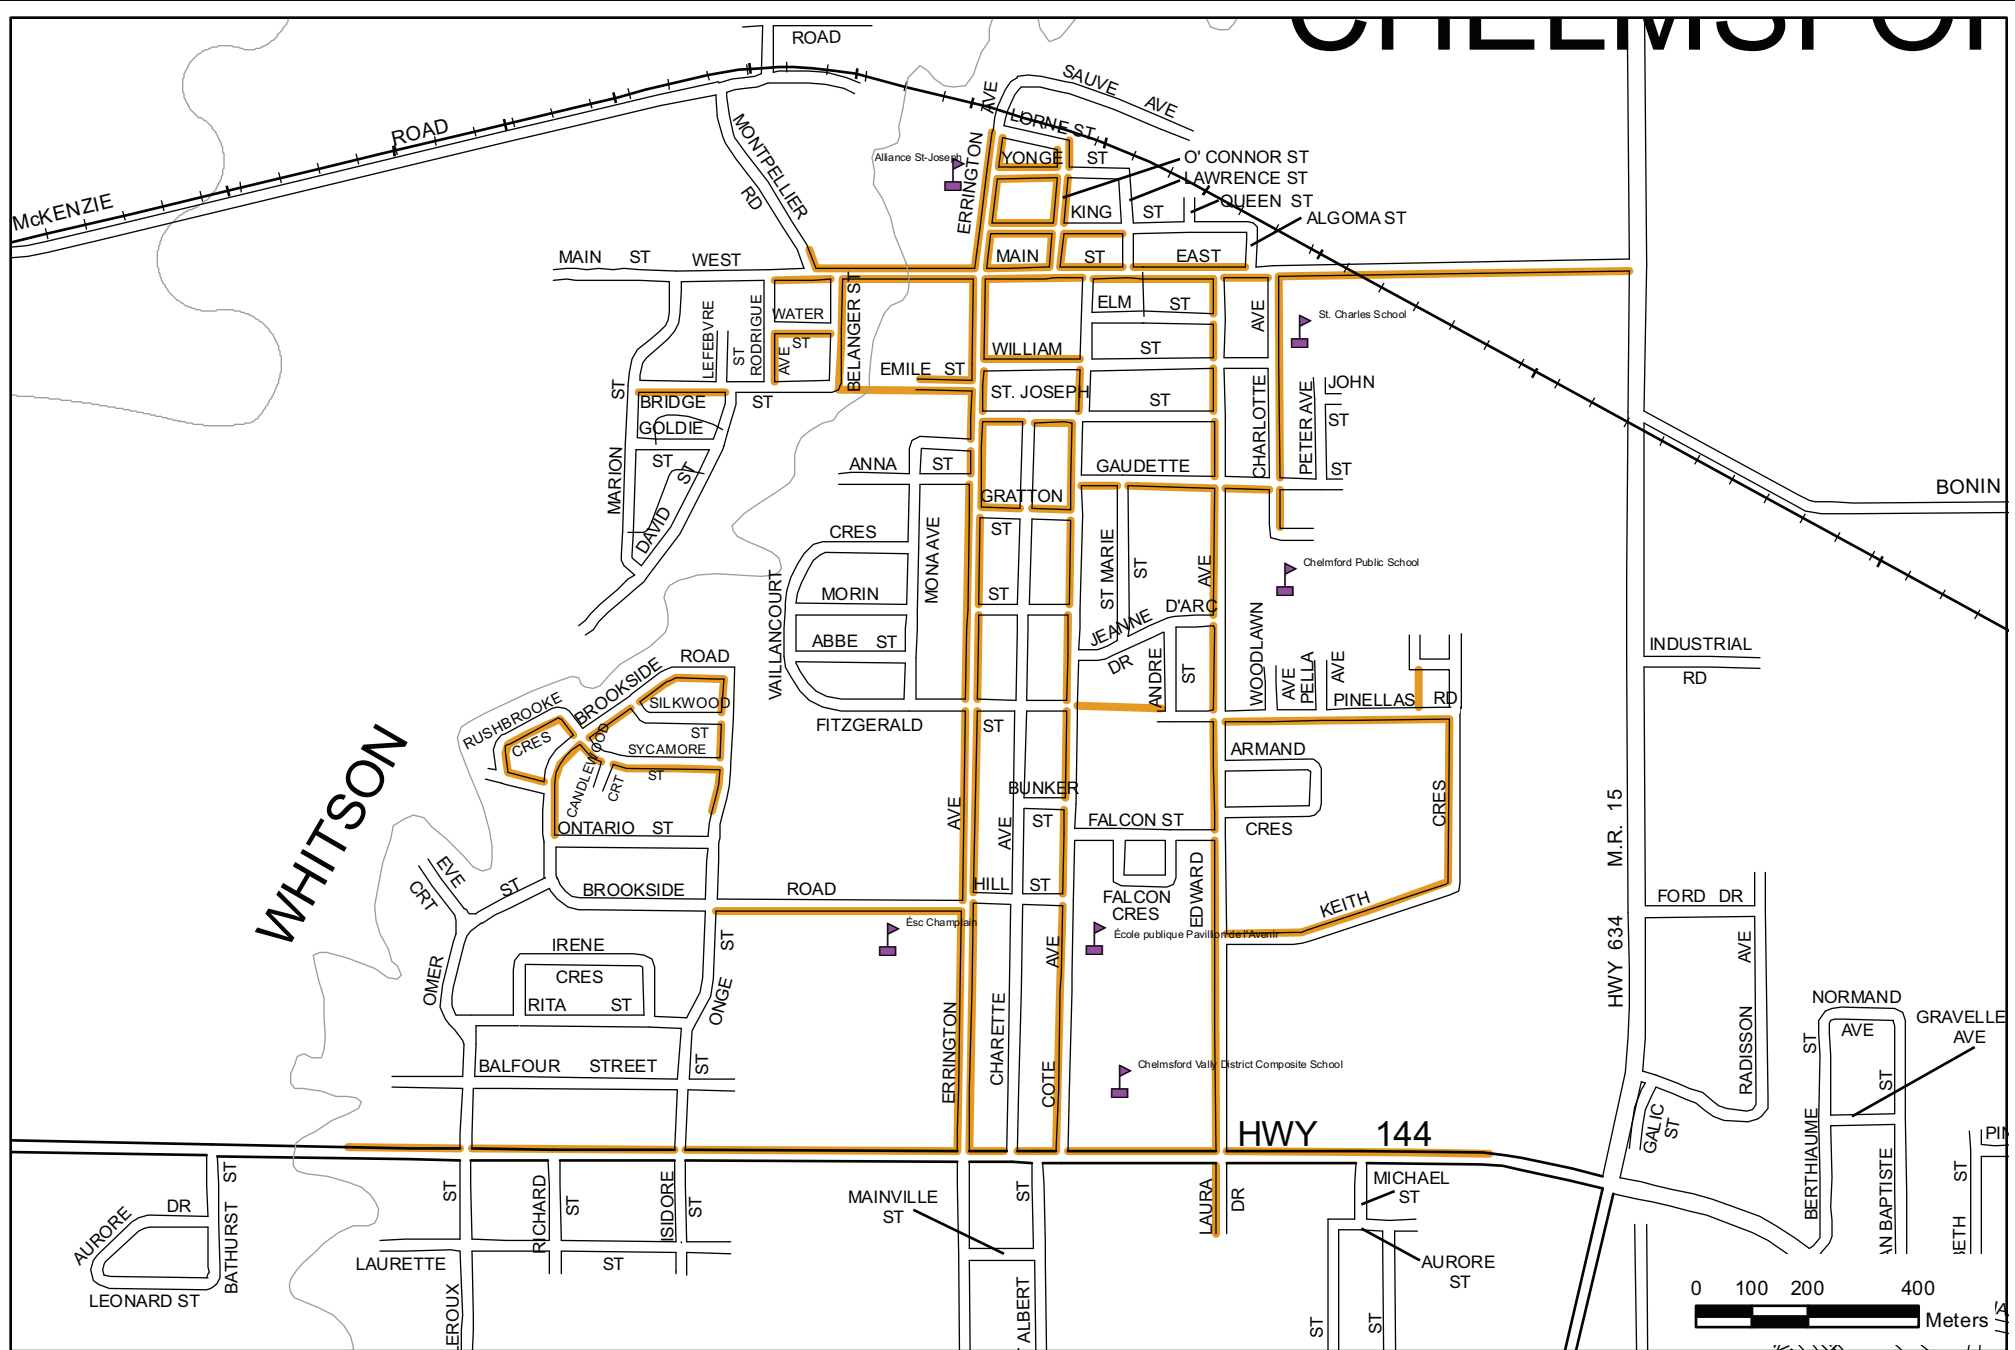 CHELMSFOR
ROAD
SAUVE AVE
AVE
ROAD
LORNE ST
MONTPELLIER
RD
Alliance St-Joseph
ERRINGTON
YONGE ST
O' CONNOR ST
LAWRENCE ST
QUEEN ST
ALGOMA ST
McKENZIE
KING ST
MAIN ST WEST
MAIN ST EAST
BELANGER ST
ELM ST
AVE
WATER
ST
LEFEBVRE
ST
RODRIGUE
AVE
St. Charles School
WILLIAM ST
EMILE ST
ST. JOSEPH
ST
JOHN
ST
ST
BRIDGE ST
GOLDIE
ST
ST
CHARLOTTE
PETER AVE
ST
MARION
DAVID
ANNA ST
GAUDETTE
GRATTON
ST
BONIN
CRES
MONA AVE
ST MARIE
ST
AVE
Chelmford Public School
VAILLANCOURT
MORIN
ST
JEANNE
D'ARC
DR
WOODLAWN
ABBE ST
INDUSTRIAL
RD
ROAD
BROOKSIDE
ANDRE
ST
AVE
PELLA
AVE
RUSHBROOKE
CRES
SILKWOOD
ST
PINELLAS RD
CANDLEWOOD
CRT
SYCAMORE
ST
FITZGERALD
ST
ARMAND
WHITSON
AVE
BUNKER
ST
AVE
FALCON ST
CRES
CRES
M.R. 15
ONTARIO ST
EVE
CRT
ST
BROOKSIDE
ROAD
HILL ST
FALCON
CRES
EDWARD
KEITH
FORD DR
HWY 634
Ésc Champlain
École publique Pavillion de l'Avenir
IRENE
CRES
ST
AVE
AVE
OMER
RITA ST
ONGE
NORMAND
AVE
GRAVELLE
AVE
ERRINGTON
CHARETTE
COTE
RADISSON
ST
BALFOUR STREET
ST
Chelmsford Vally District Composite School
ST
HWY 144
GALIC
ST
BERTHIAUME
PIN
ST
DR
BATHURST
AURORE
ST
RICHARD
ST
ISIDORE
ST
MAINVILLE
ST
ST
LAURA
DR
MICHAEL
ST
AN BAPTISTE
ST
BETH
LAURETTE
ST
AURORE
ST
LEONARD ST
LEROUX
ALBERT
ST
ST
0 100 200 400
Meters